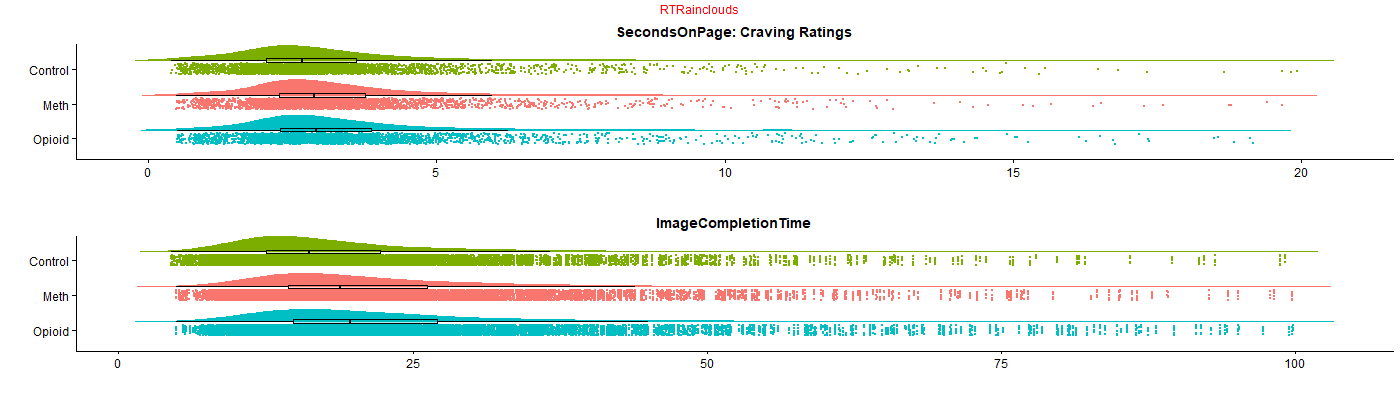 RTRainclouds
SecondsOnPage: Craving Ratings
Control
Meth
Opioid
0 5 10 15 20
ImageCompletionTime
Control
Meth
Opioid
0 25 50 75 100